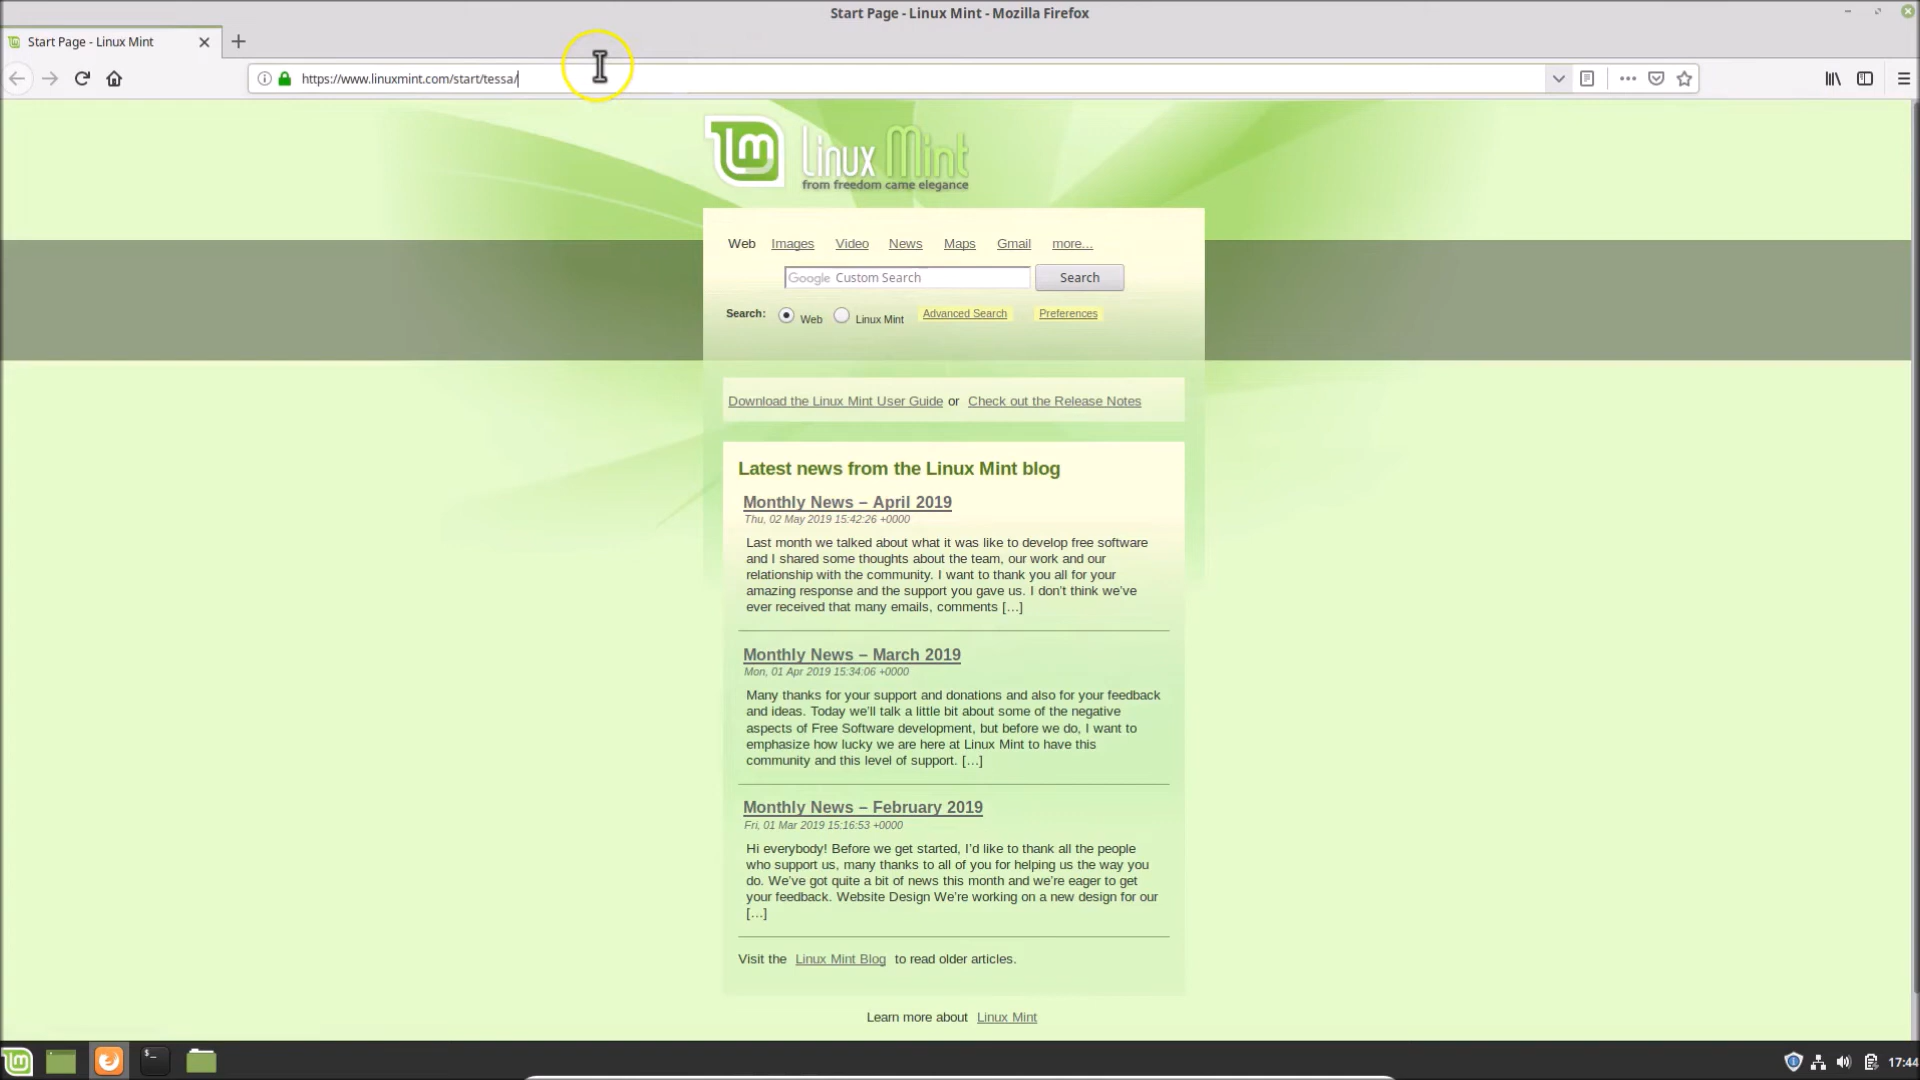 Start Page - Linux Mint - Mozilla Firefox
Start Page - Linux Mint
https://www.linuxmint.com/start/tessa/
Linux Mint
from freedom came elegance
Web Images Video News Maps Gmail more...
Google Custom Search Search
Search: Web Linux Mint Advanced Search Preferences
Download the Linux Mint User Guide or Check out the Release Notes
Latest news from the Linux Mint blog
Monthly News – April 2019
Thu, 02 May 2019 15:42:26 +0000
Last month we talked about what it was like to develop free software
and I shared some thoughts about the team, our work and our
relationship with the community. I want to thank you all for your
amazing response and the support you gave us. I don't think we've
ever received that many emails, comments […]
Monthly News – March 2019
Mon, 01 Apr 2019 15:34:06 +0000
Many thanks for your support and donations and also for your feedback
and ideas. Today we'll talk a little bit about some of the negative
aspects of Free Software development, but before we do, I want to
emphasize how lucky we are here at Linux Mint to have this
community and this level of support. […]
Monthly News – February 2019
Fri, 01 Mar 2019 15:16:53 +0000
Hi everybody! Before we get started, I'd like to thank all the people
who support us, many thanks to all of you for helping us the way you
do. We've got quite a bit of news this month and we're eager to get
your feedback. Website Design We're working on a new design for our
[…]
Visit the Linux Mint Blog to read older articles.
Learn more about Linux Mint
17:44